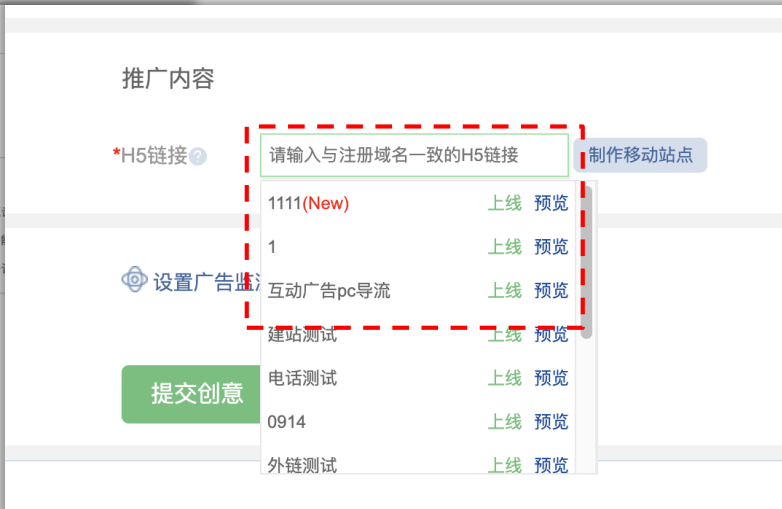 推广内容
*H5链接? 请输入与注册域名一致的H5链接 制作移动站点
1111(New) 上线 预览
1 上线 预览
设置广告监测
互动广告pc导流 上线 预览
建站测试 上线 预览
提交创意
电话测试 上线 预览
0914 上线 预览
外链测试 上线 预览